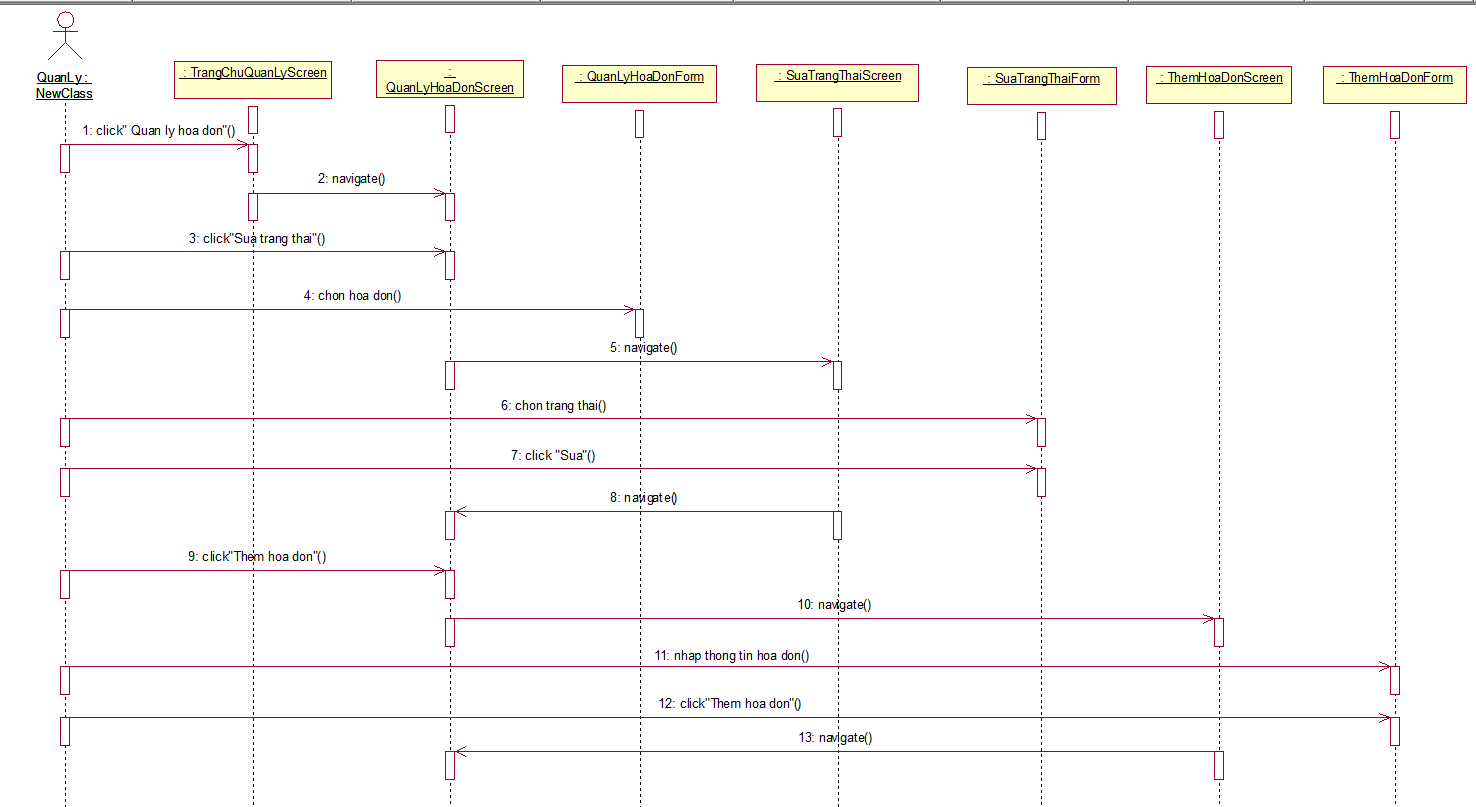 QuanLy :
NewClass
: TrangChuQuanLyScreen
:
QuanLyHoaDonScreen
: QuanLyHoaDonForm
: SuaTrangThaiScreen
: SuaTrangThaiForm
: ThemHoaDonScreen
: ThemHoaDonForm
1: click" Quan ly hoa don"()
2: navigate()
3: click"Sua trang thai"()
4: chon hoa don()
5: navigate()
6: chon trang thai()
7: click "Sua"()
8: navigate()
9: click"Them hoa don"()
10: navigate()
11: nhap thong tin hoa don()
12: click"Them hoa don"()
13: navigate()